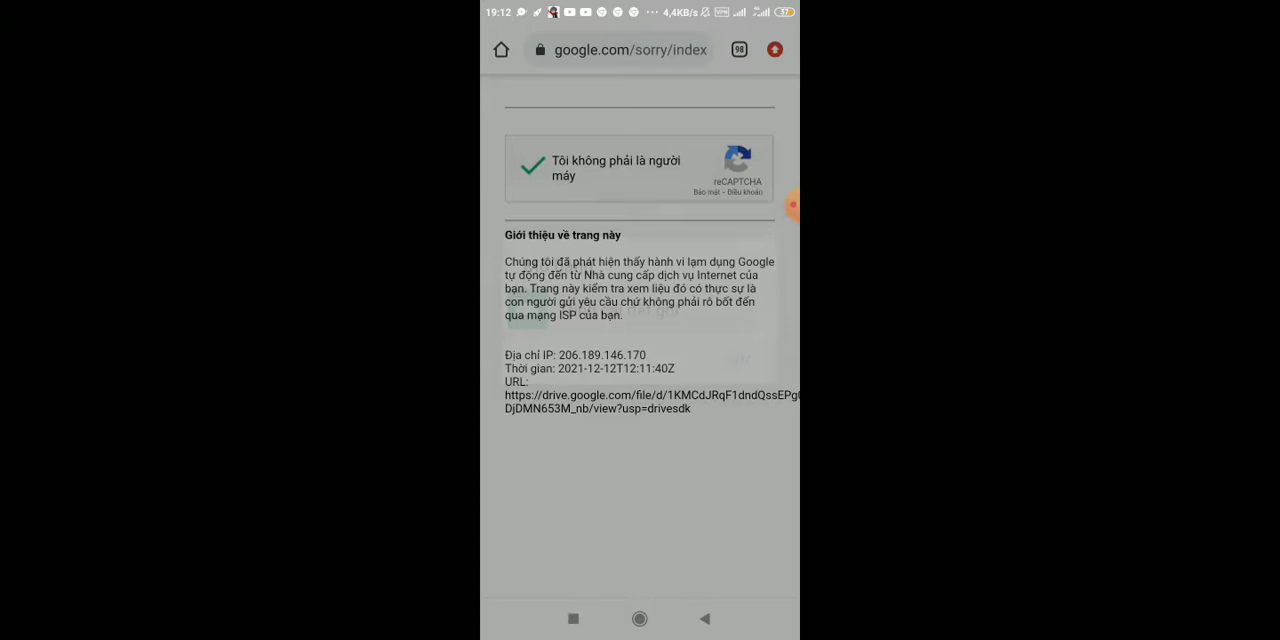 19:12 4,4KB/s VPN 37
google.com/sorry/index 98
Tôi không phải là người
máy
reCAPTCHA
Bảo mật - Điều khoản
Giới thiệu về trang này
Chúng tôi đã phát hiện thấy hành vi lạm dụng Google
tự động đến từ Nhà cung cấp dịch vụ Internet của
bạn. Trang này kiểm tra xem liệu đó có thực sự là
con người gửi yêu cầu chứ không phải rô bốt đến
qua mạng ISP của bạn.
Địa chỉ IP: 206.189.146.170
Thời gian: 2021-12-12T12:11:40Z
URL:
https://drive.google.com/file/d/1KMCdJRqF1dndQssEPg
DjDMN653M_nb/view?usp=drivesdk